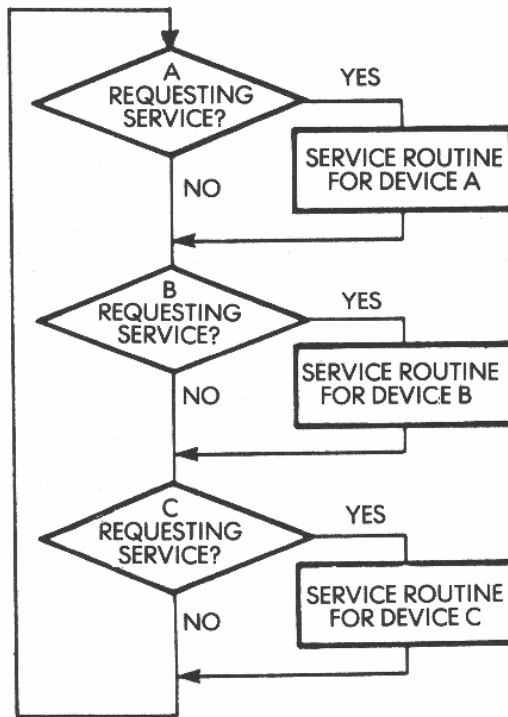 A
REQUESTING
SERVICE?
YES
SERVICE ROUTINE
FOR DEVICE A
NO
B
REQUESTING
SERVICE?
YES
SERVICE ROUTINE
FOR DEVICE B
NO
C
REQUESTING
SERVICE?
YES
SERVICE ROUTINE
FOR DEVICE C
NO